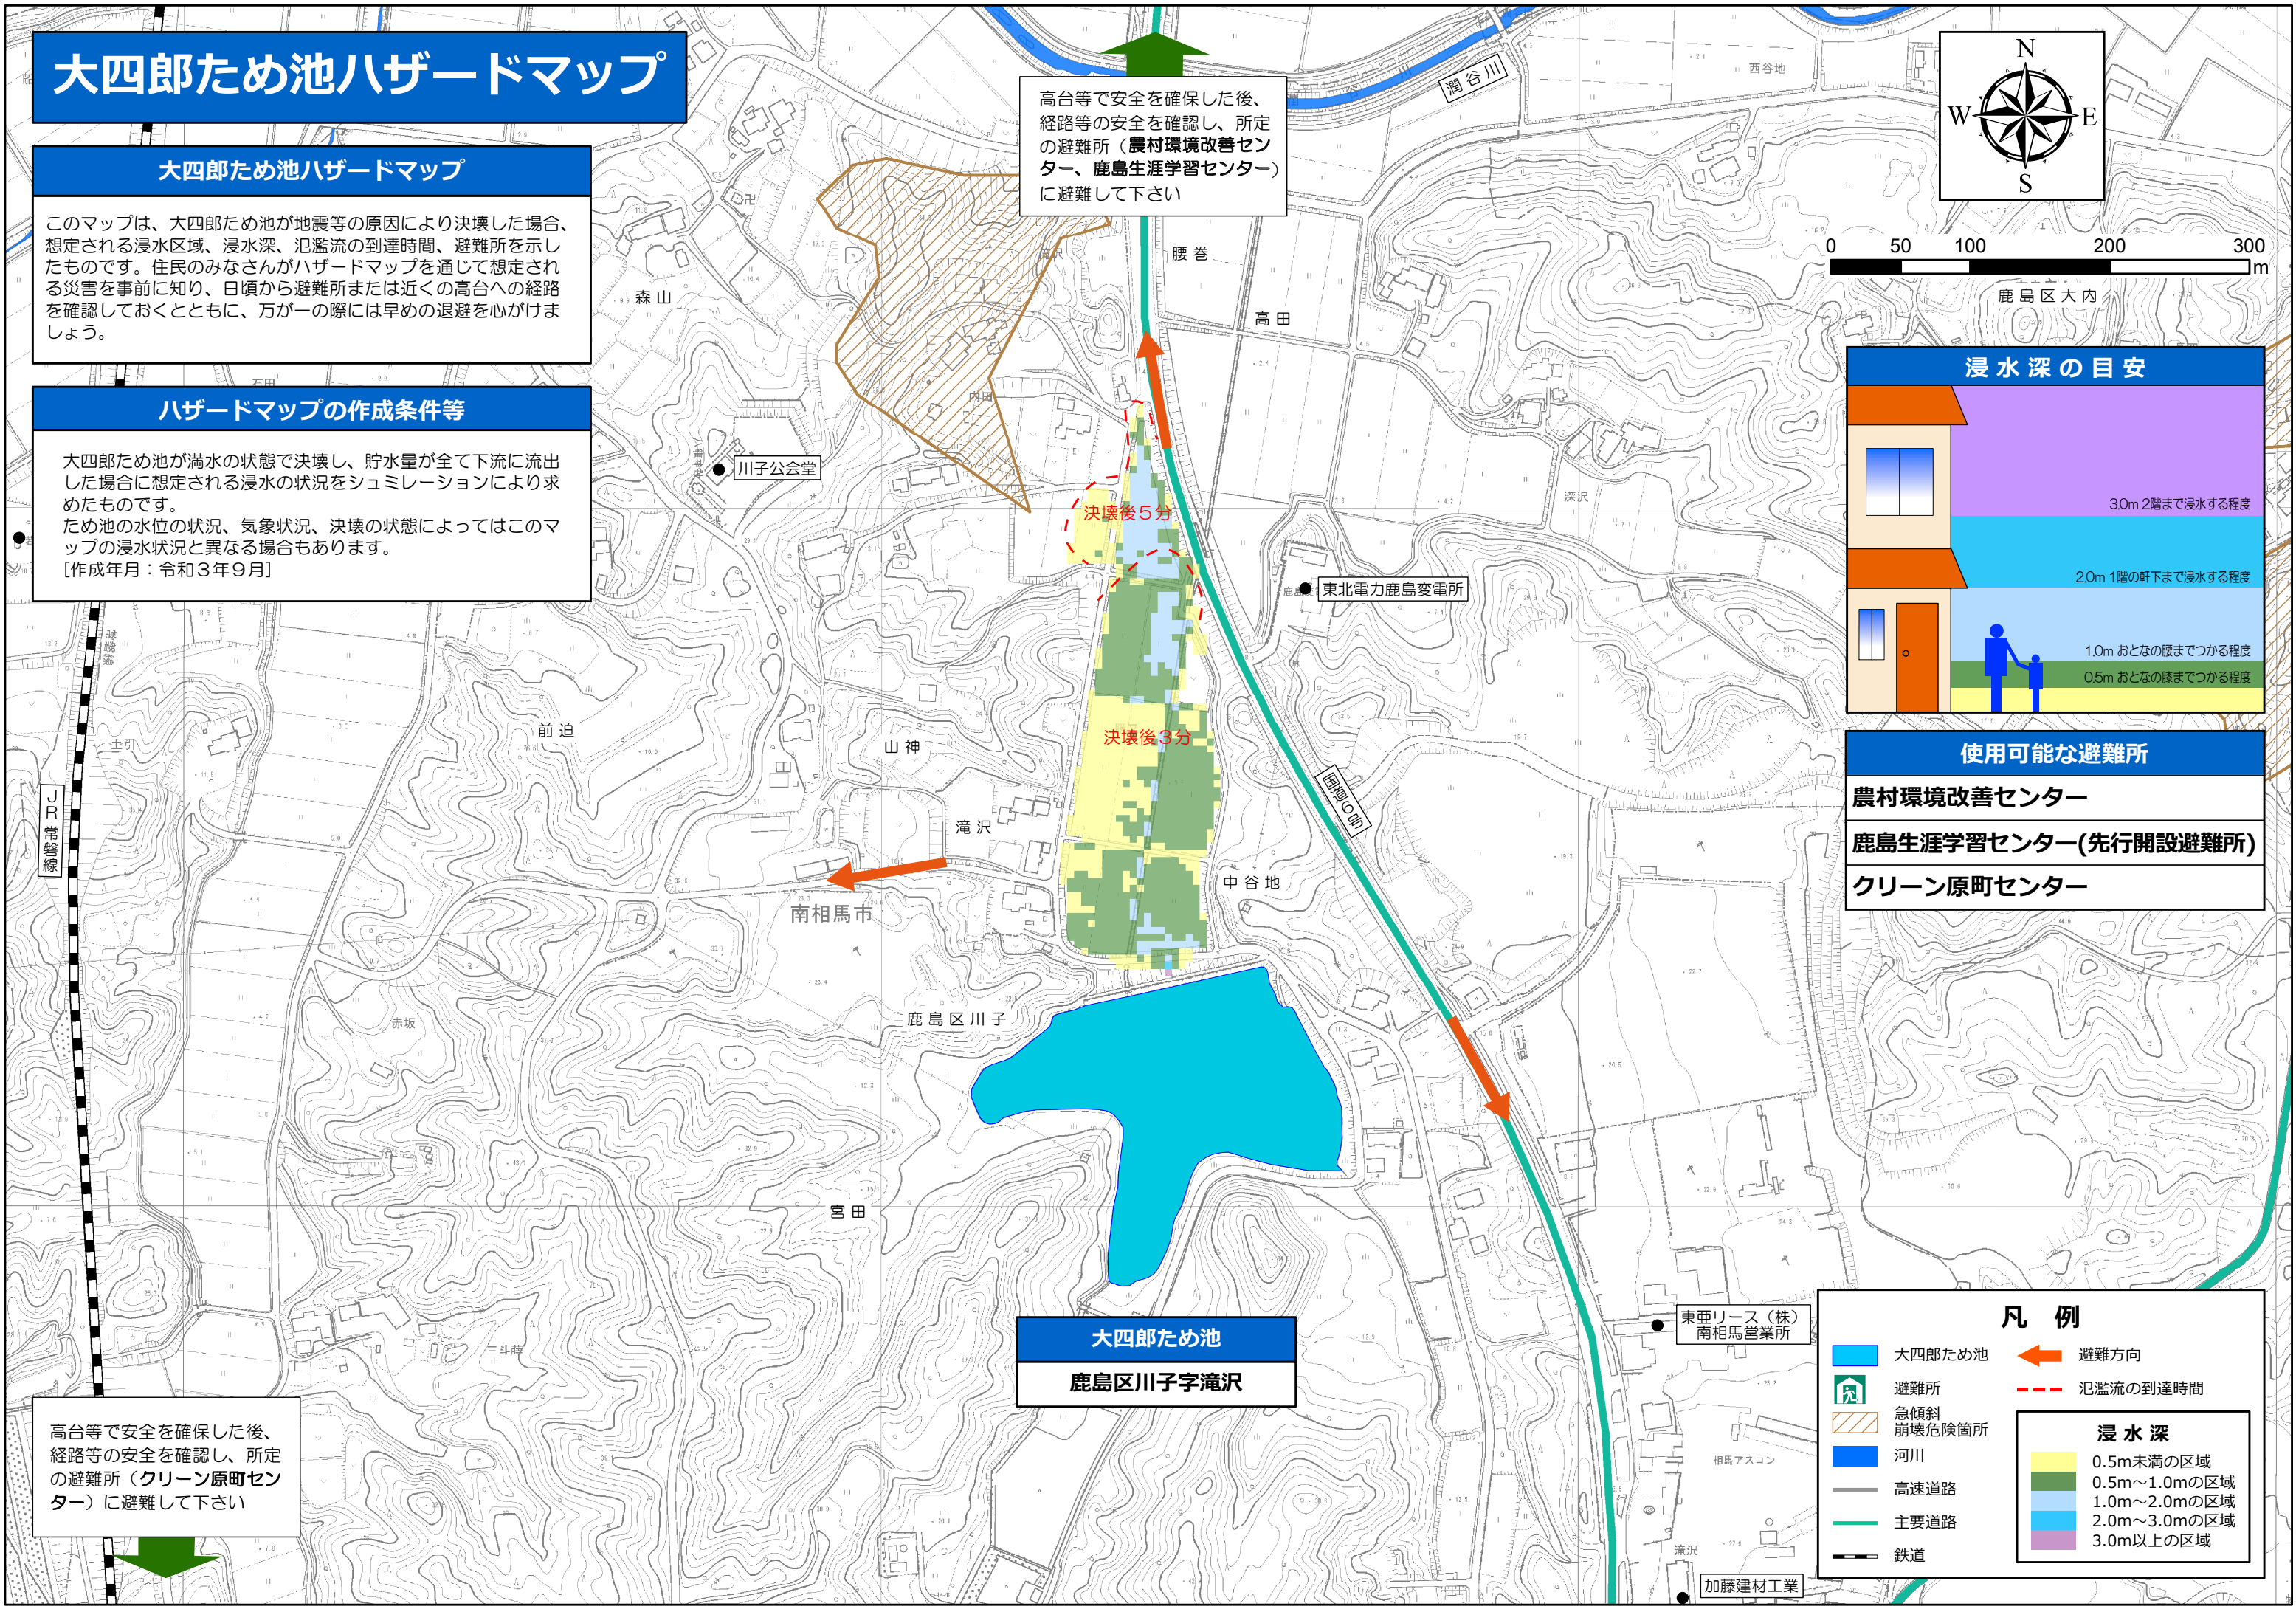 大四郎ため池ハザードマップ
大四郎ため池ハザードマップ
このマップは、大四郎ため池が地震等の原因により決壊した場合、
想定される浸水区域、浸水深、氾濫流の到達時間、避難所を示し
たものです。住民のみなさんがハザードマップを通じて想定され
る災害を事前に知り、日頃から避難所または近くの高台への経路
を確認しておくとともに、万が一の際には早めの退避を心がけま
しょう。
ハザードマップの作成条件等
大四郎ため池が満水の状態で決壊し、貯水量が全て下流に流出
した場合に想定される浸水の状況をシュミレーションにより求
めたものです。
ため池の水位の状況、気象状況、決壊の状態によってはこのマ
ップの浸水状況と異なる場合もあります。
[作成年月：令和３年９月]
高台等で安全を確保した後、
経路等の安全を確認し、所定
の避難所（農村環境改善セン
ター、鹿島生涯学習センター）
に避難して下さい
潤谷川
西谷地
N
W
E
S
0 50 100 200 300
m
鹿島区大内
腰巻
滝沢
森山
高田
石田
内田
川子公会堂
深沢
決壊後５分
東北電力鹿島変電所
常磐線
土引
前迫
山神
決壊後３分
国道6号
ＪＲ常磐線
滝沢
中谷地
南相馬市
赤坂
鹿島区川子
宮田
三斗蒔
大四郎ため池
鹿島区川子字滝沢
東亜リース（株）
南相馬営業所
相馬アスコン
滝沢
加藤建材工業
浸水深の目安
3.0m 2階まで浸水する程度
2.0m 1階の軒下まで浸水する程度
1.0m おとなの腰までつかる程度
0.5m おとなの膝までつかる程度
使用可能な避難所
農村環境改善センター
鹿島生涯学習センター(先行開設避難所)
クリーン原町センター
高台等で安全を確保した後、
経路等の安全を確認し、所定
の避難所（クリーン原町セン
ター）に避難して下さい
凡　例
大四郎ため池
避難所
急傾斜
崩壊危険箇所
河川
高速道路
主要道路
鉄道
避難方向
氾濫流の到達時間
浸水深
0.5m未満の区域
0.5m～1.0mの区域
1.0m～2.0mの区域
2.0m～3.0mの区域
3.0m以上の区域